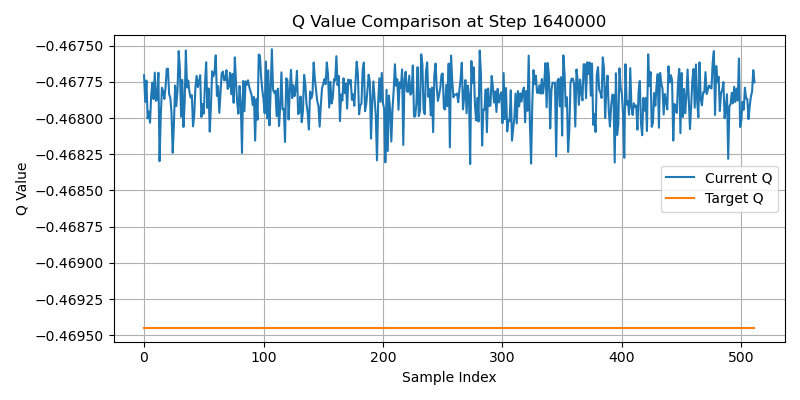 Q Value Comparison at Step 1640000
−0.46750
−0.46775
−0.46800
−0.46825
−0.46850
−0.46875
−0.46900
−0.46925
−0.46950
Q Value
Current Q
Target Q
0 100 200 300 400 500
Sample Index